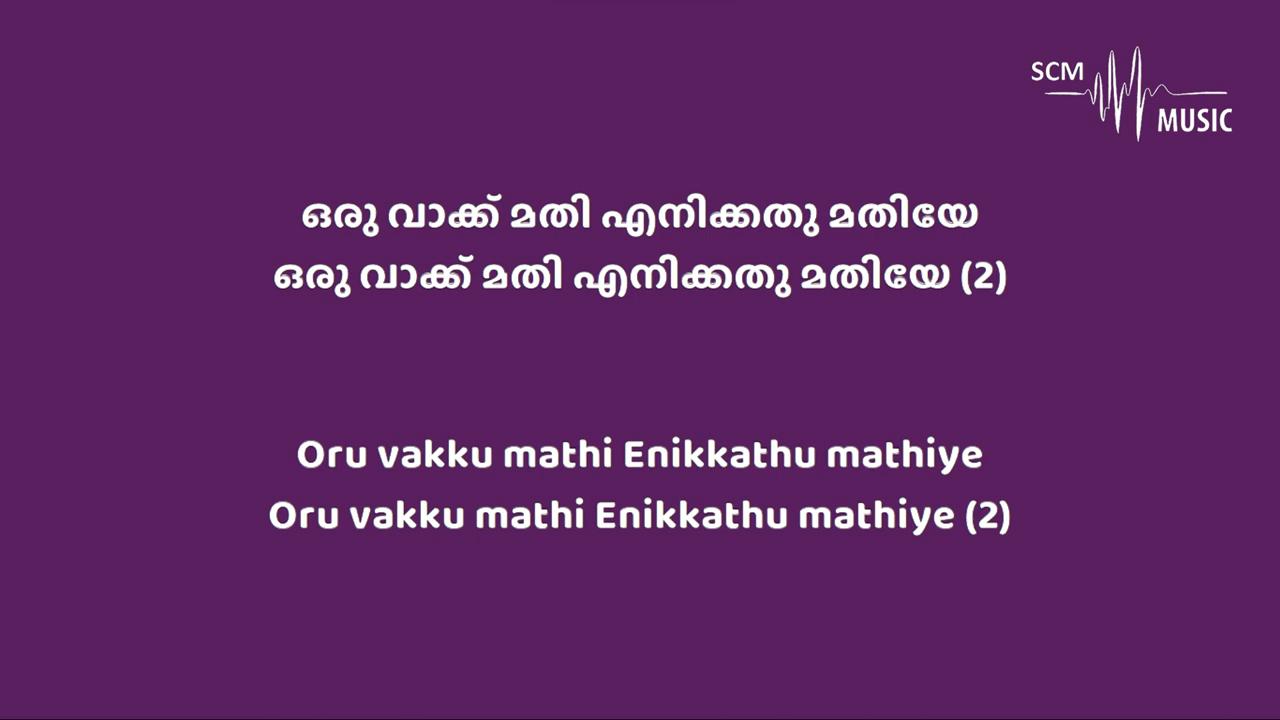 SCM
MUSIC
ഒരു വാക്ക് മതി എനിക്കതു മതിയേ
ഒരു വാക്ക് മതി എനിക്കതു മതിയേ (2)
Oru vakku mathi Enikkathu mathiye
Oru vakku mathi Enikkathu mathiye (2)